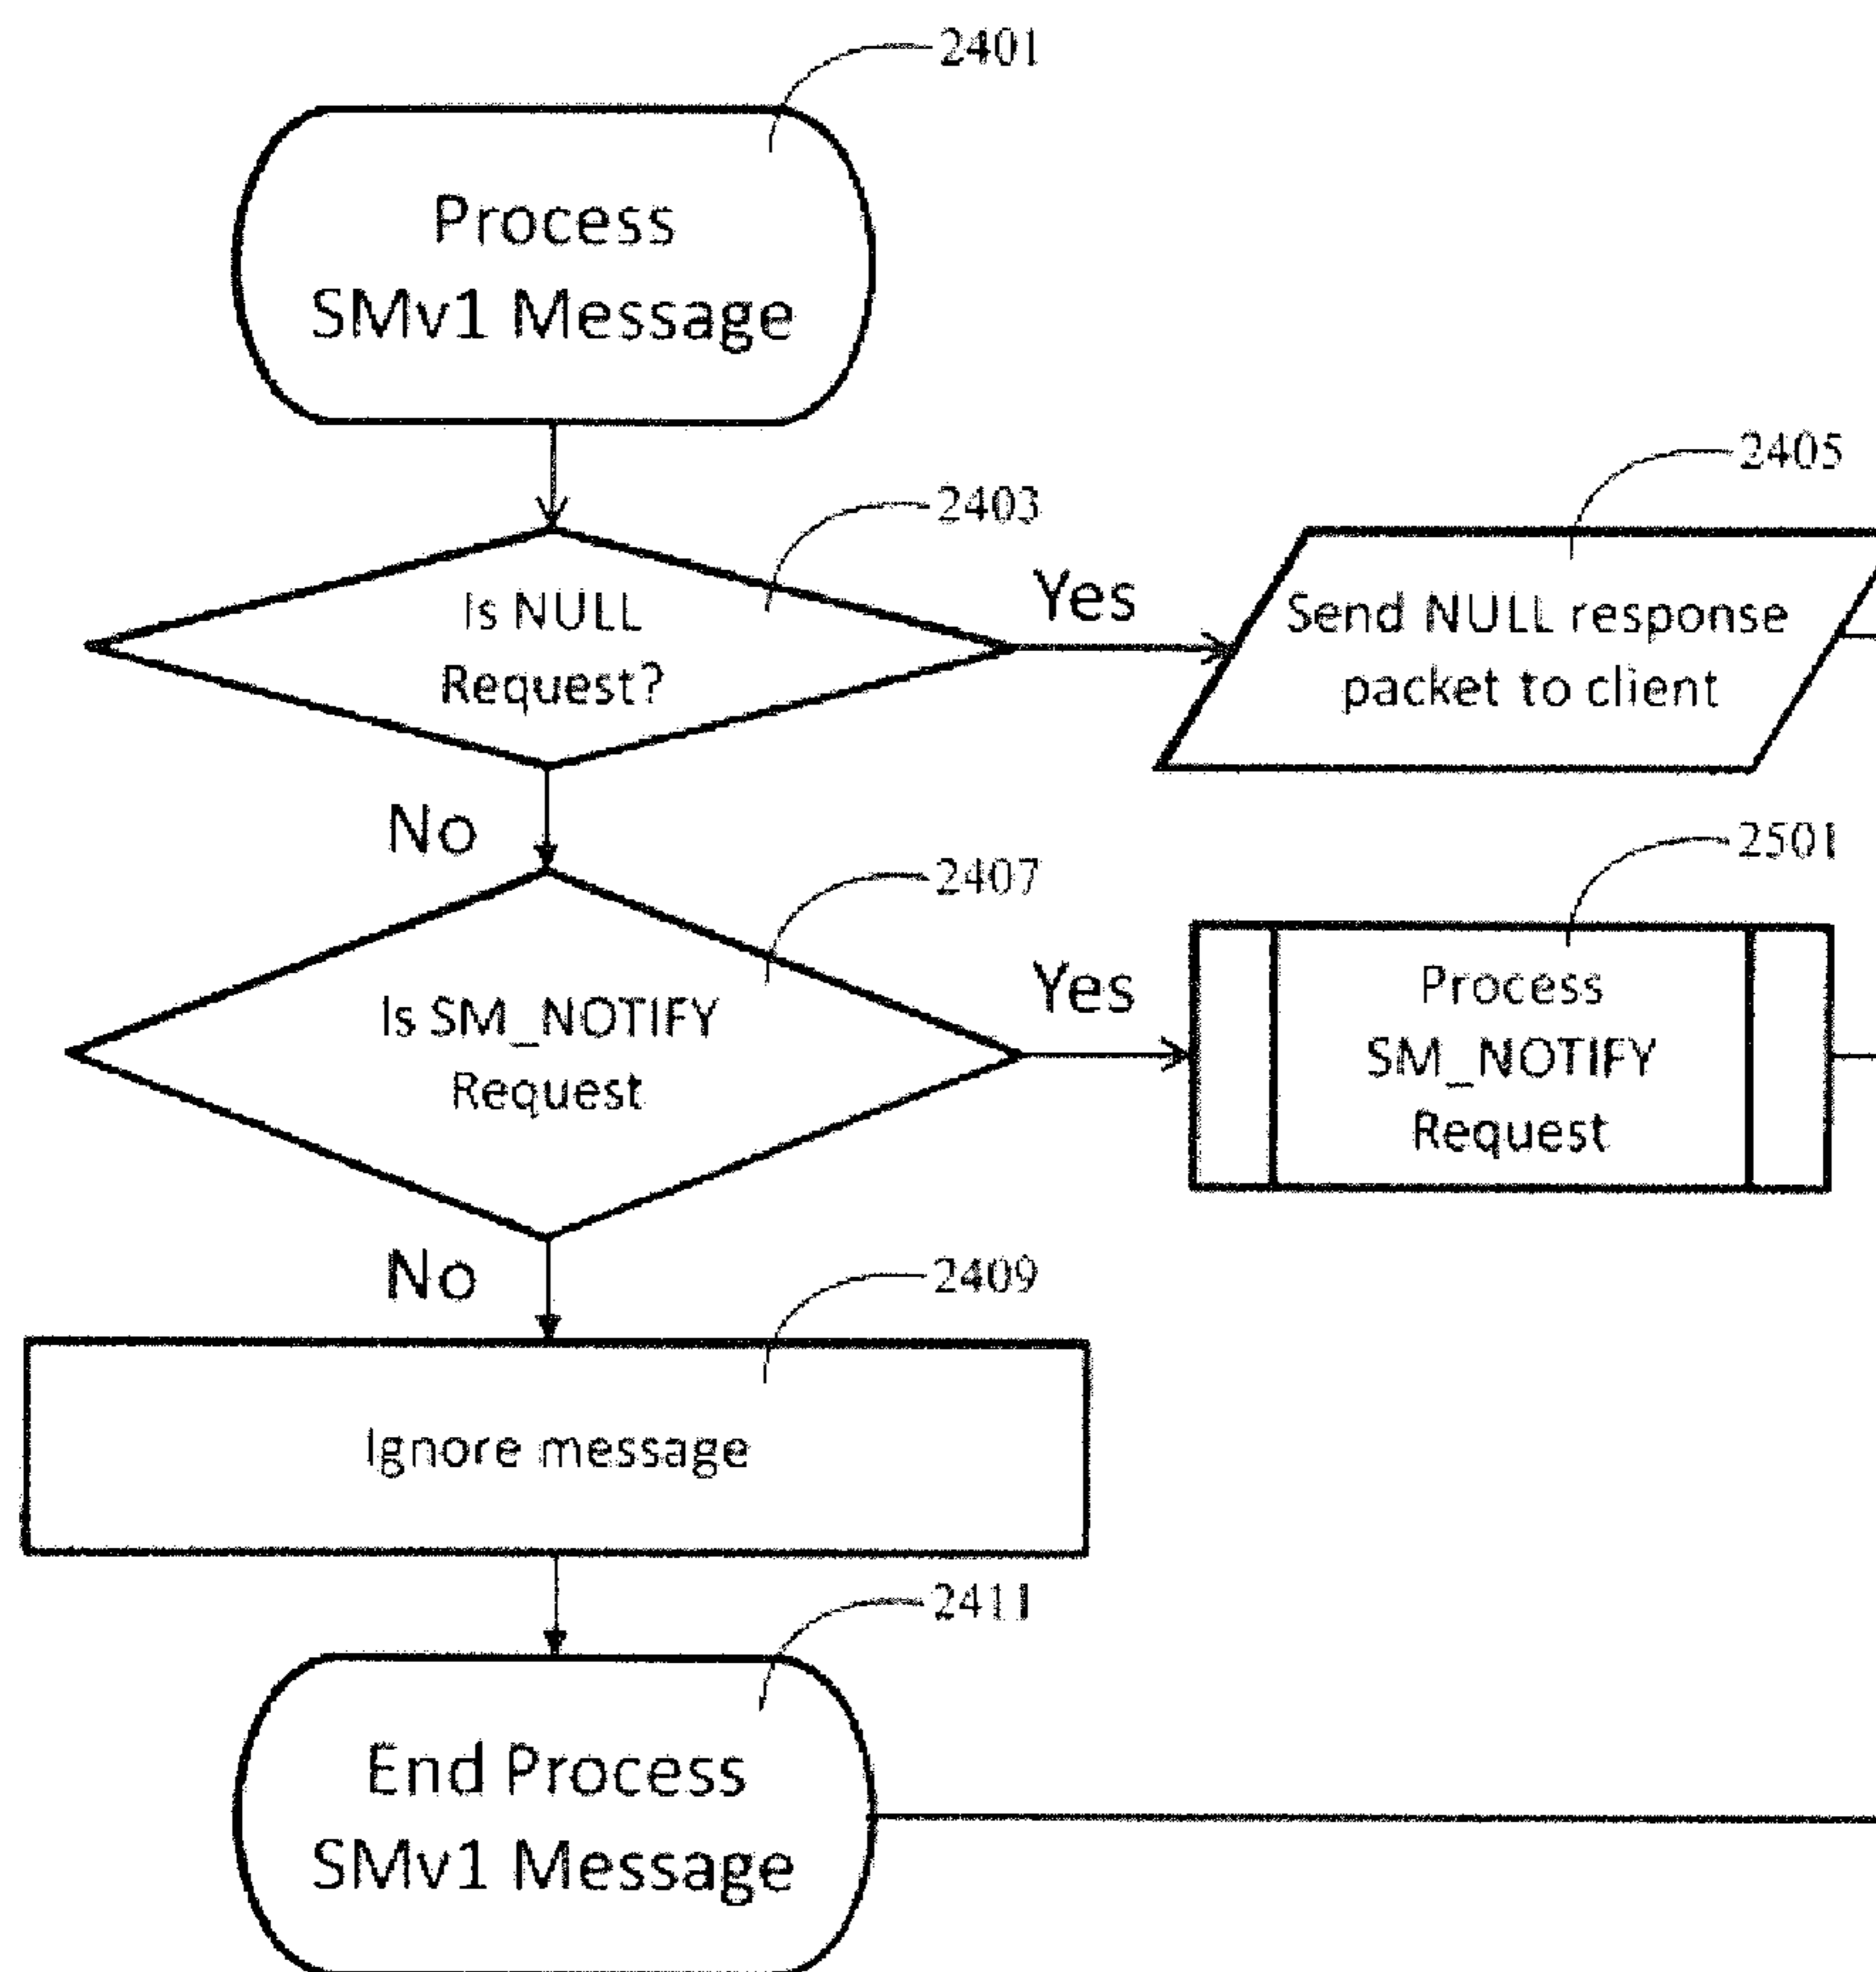 2401
Process
SMv1 Message
2403
Is NULL
Request?
Yes
2405
Send NULL response
packet to client
No
2407
Is SM_NOTIFY
Request
Yes
2501
Process
SM_NOTIFY
Request
No
2409
Ignore message
2411
End Process
SMv1 Message